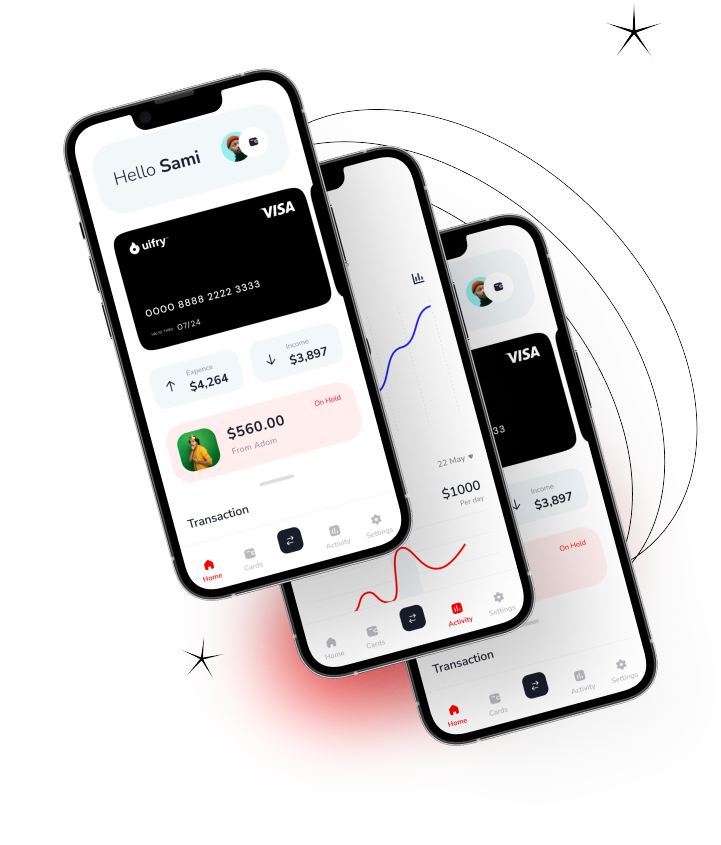 Hello Sami
VISA
uifry™
0000 8888 2222 3333
VALID THRU 07/24
Expence
$4,264
Income
$3,897
On Hold
$560.00
From Adom
Transaction
Home
Cards
Activity
Settings
22 May
$1000
Per day
Home
Cards
Activity
Settings
VISA
33
Income
$3,897
On Hold
Transaction
Home
Cards
Activity
Settings